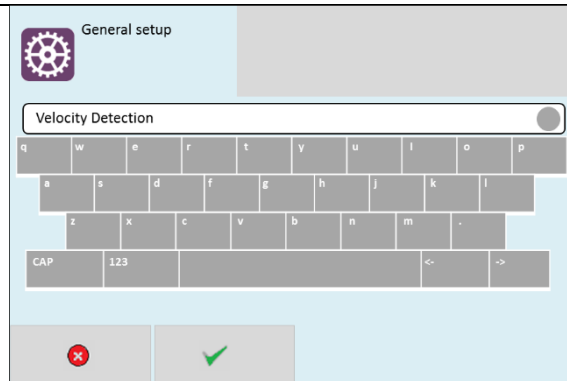 General setup
Velocity Detection
q w e r t y u I o p
a s d f g h j k l
z x c v b n m .
CAP 123 <- ->